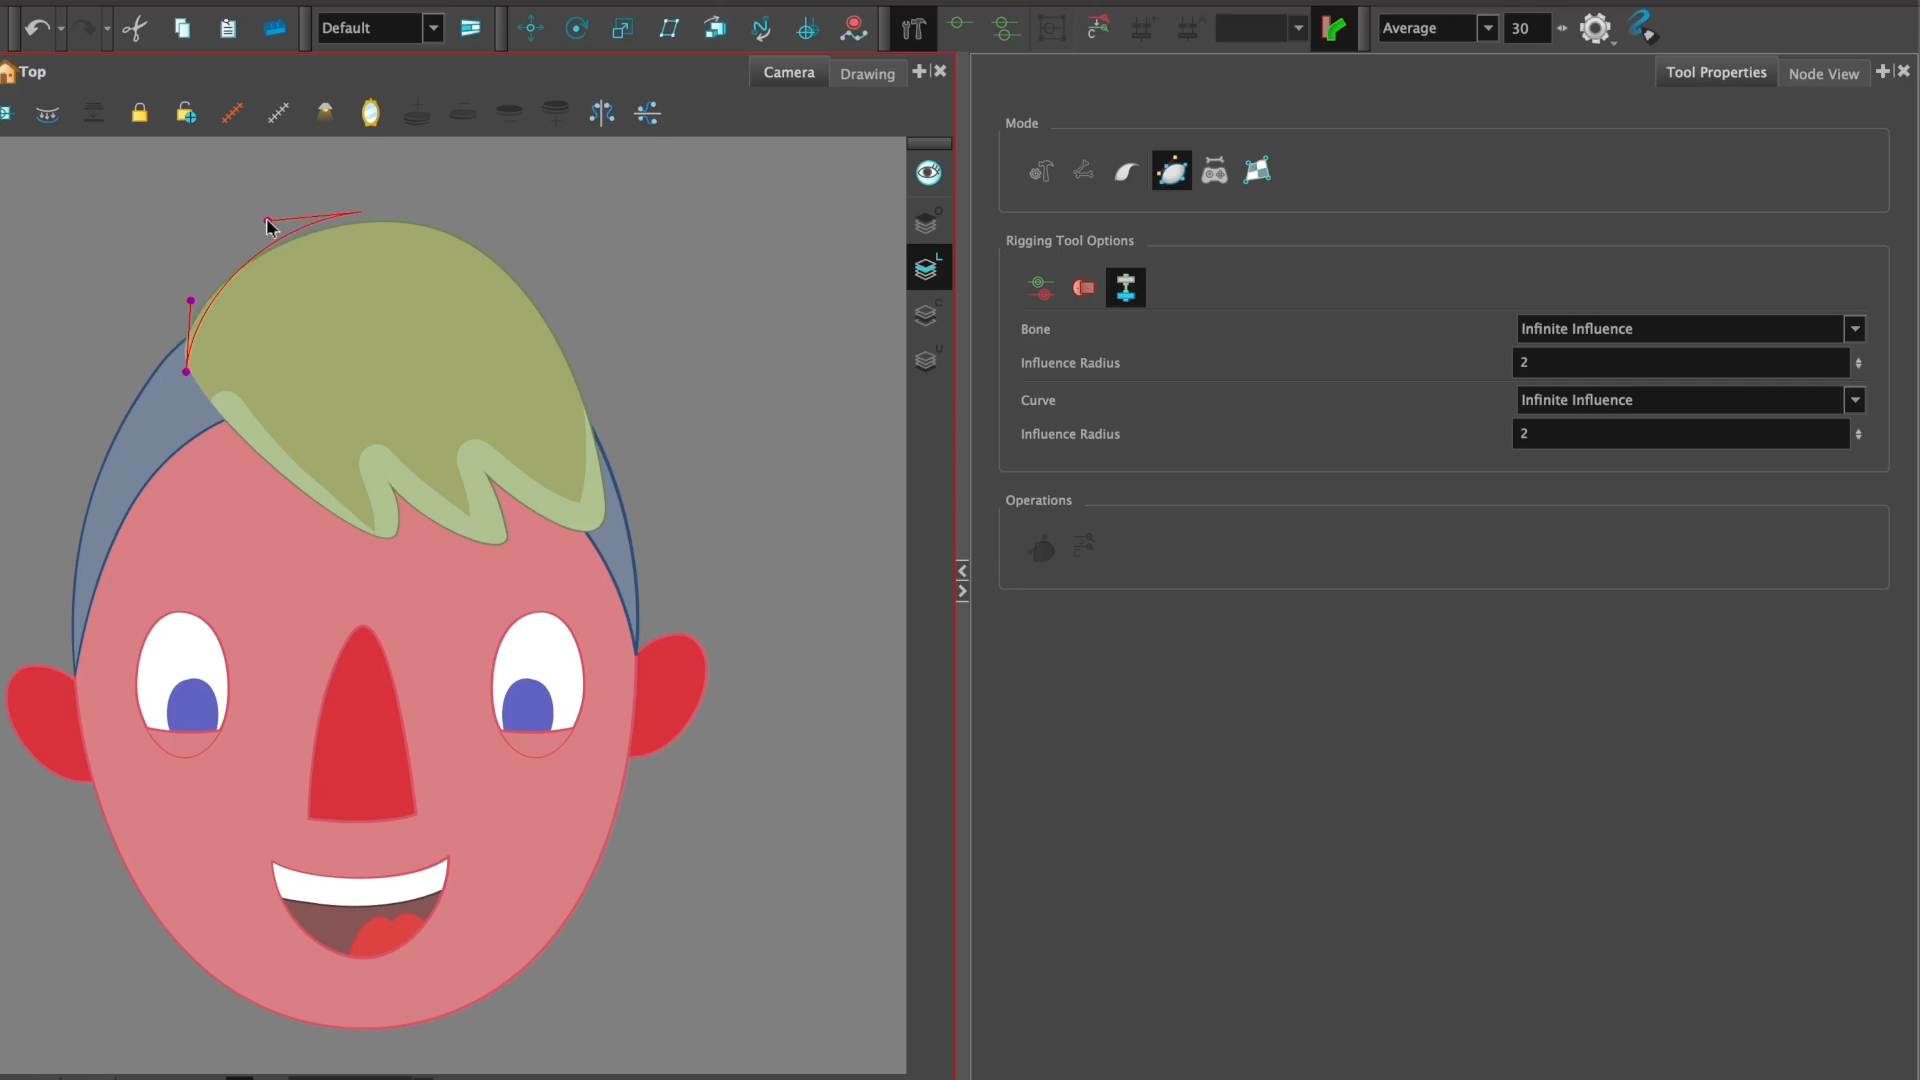 Default
Average
30
Top
Camera
Drawing
Tool Properties
Node View
Mode
O
L
C
U
Rigging Tool Options
Bone
Infinite Influence
Influence Radius
2
Curve
Infinite Influence
Influence Radius
2
Operations